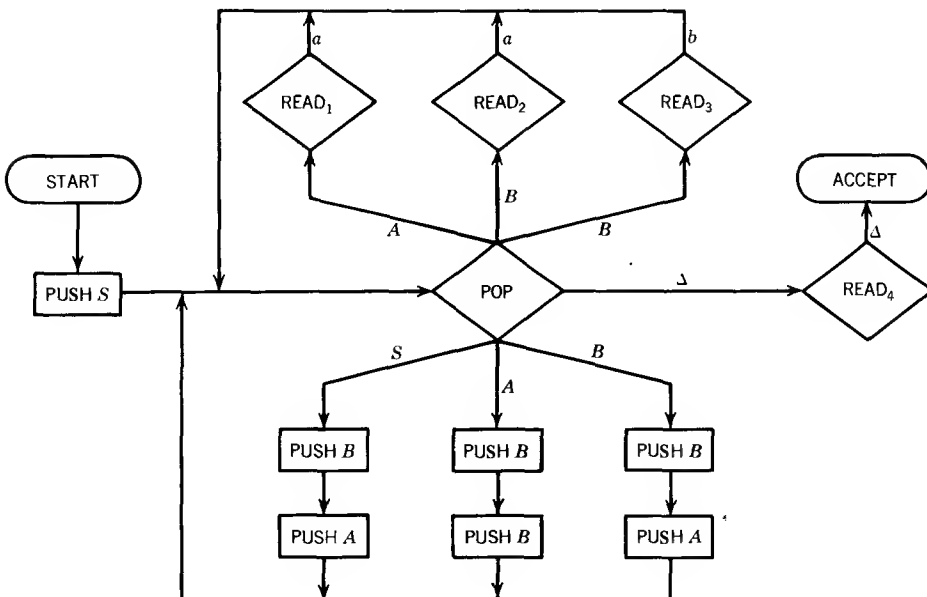 a a b
READ₁ READ₂ READ₃
START ACCEPT
A B B Δ
PUSH S POP Δ READ₄
S A B
PUSH B PUSH B PUSH B
PUSH A PUSH B PUSH A